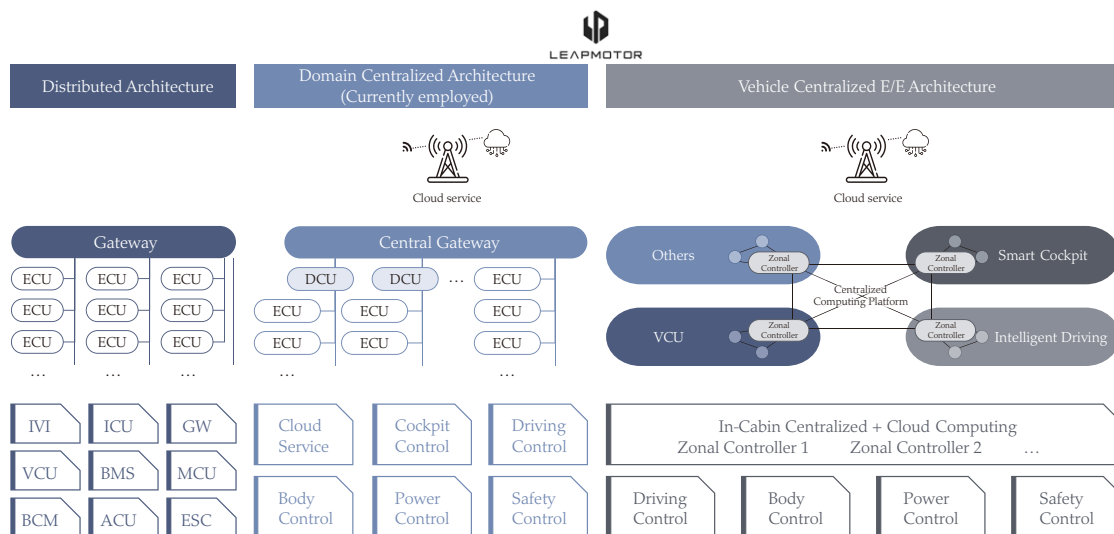 LEAPMOTOR
Distributed Architecture
Domain Centralized Architecture
(Currently employed)
Vehicle Centralized E/E Architecture
Cloud service
Cloud service
Gateway
ECU ECU ECU
ECU ECU ECU
ECU ECU ECU
... ... ...
Central Gateway
DCU DCU ... ECU
ECU ECU ECU
ECU ECU ECU
... ...
Others
Zonal
Controller
Zonal
Controller
Smart Cockpit
Centralized
Computing Platform
VCU
Zonal
Controller
Zonal
Controller
Intelligent Driving
IVI ICU GW
VCU BMS MCU
BCM ACU ESC
Cloud
Service
Cockpit
Control
Driving
Control
Body
Control
Power
Control
Safety
Control
In-Cabin Centralized + Cloud Computing
Zonal Controller 1 Zonal Controller 2 ...
Driving
Control
Body
Control
Power
Control
Safety
Control